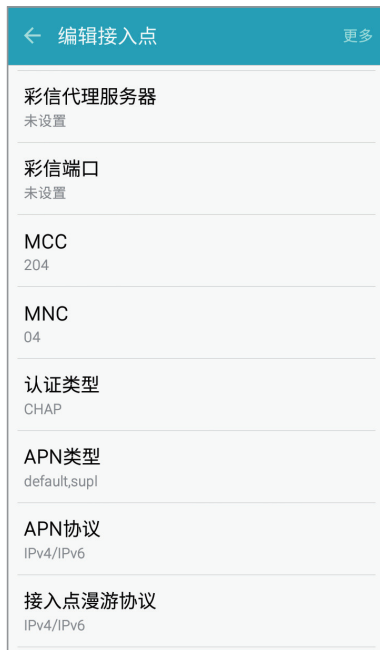 编辑接入点 更多
彩信代理服务器
未设置
彩信端口
未设置
MCC
204
MNC
04
认证类型
CHAP
APN类型
default,supl
APN协议
IPv4/IPv6
接入点漫游协议
IPv4/IPv6